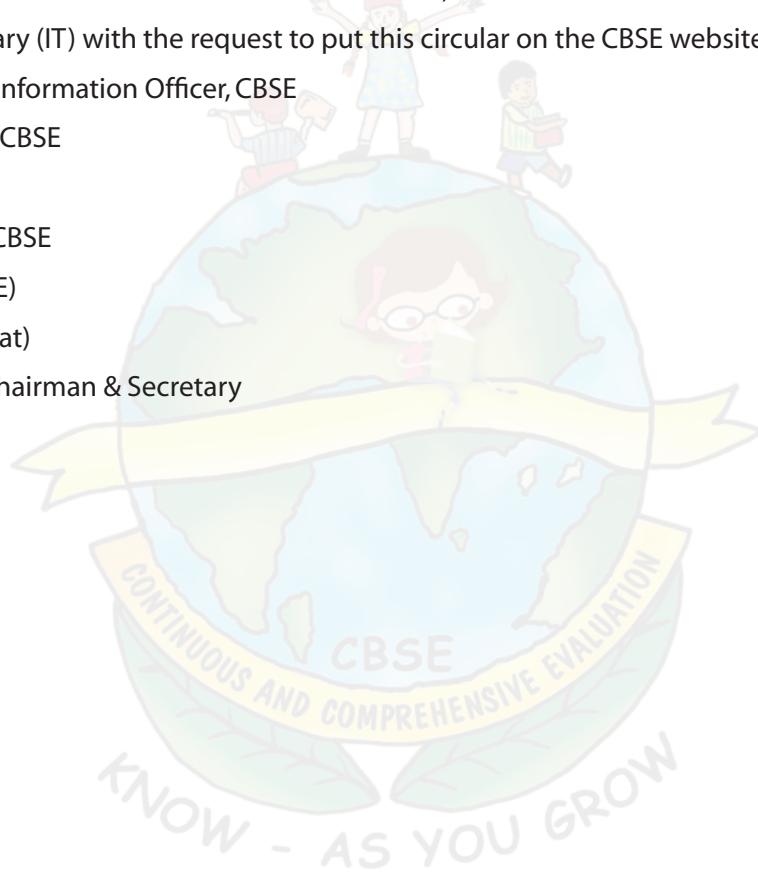 ary (IT) with the request to put this circular on the CBSE website
Information Officer, CBSE
CBSE
CBSE
E)
at)
hairman & Secretary
CONTINUOUS AND COMPREHENSIVE EVALUATION
CBSE
KNOW - AS YOU GROW